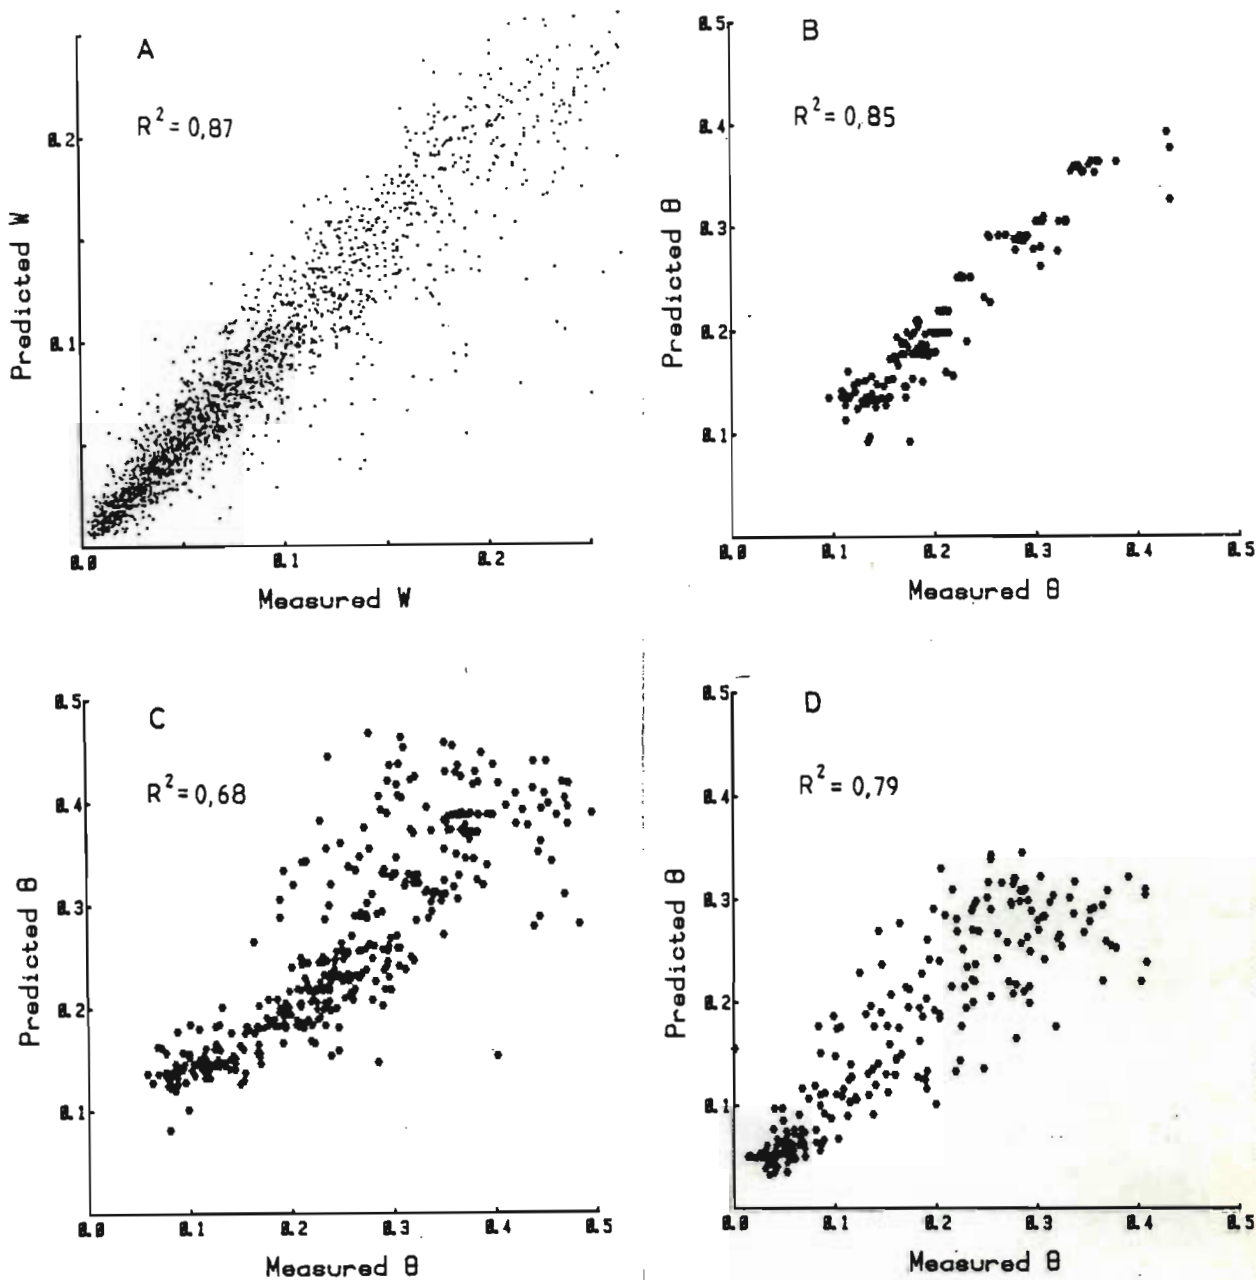 A
R² = 0,87
0.2
0.1
Predicted W
0.0 0.1 0.2
Measured W
B
R² = 0,85
0.5
0.4
0.3
0.2
0.1
Predicted θ
0.0 0.1 0.2 0.3 0.4 0.5
Measured θ
C
R² = 0,68
0.5
0.4
0.3
0.2
0.1
Predicted θ
0.0 0.1 0.2 0.3 0.4 0.5
Measured θ
D
R² = 0,79
0.5
0.4
0.3
0.2
0.1
Predicted θ
0.0 0.1 0.2 0.3 0.4 0.5
Measured θ